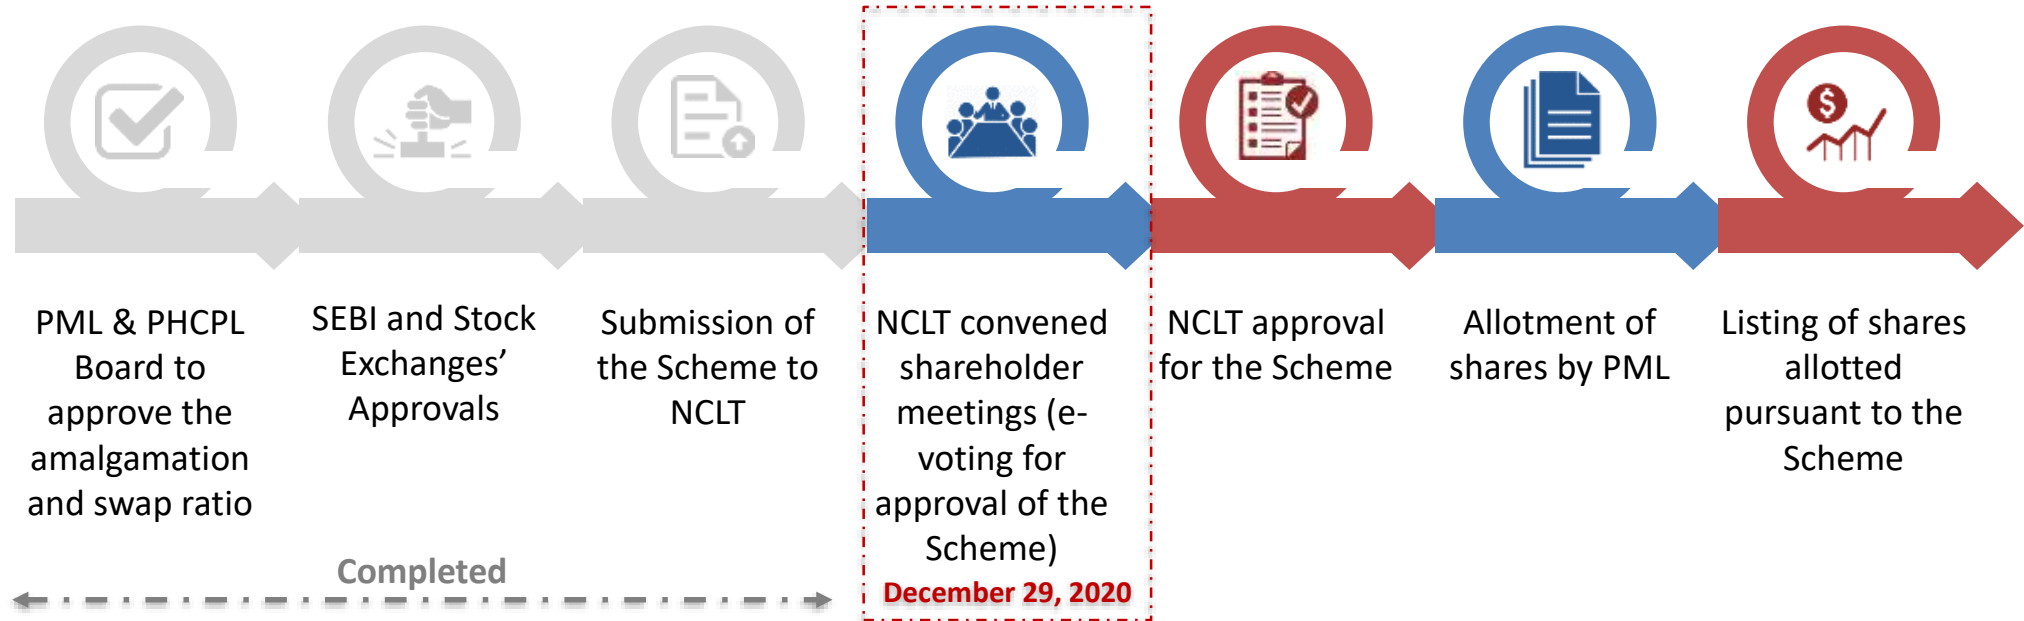 PML & PHCPL
Board to
approve the
amalgamation
and swap ratio
SEBI and Stock
Exchanges’
Approvals
Submission of
the Scheme to
NCLT
NCLT convened
shareholder
meetings (e-
voting for
approval of the
Scheme)
December 29, 2020
NCLT approval
for the Scheme
Allotment of
shares by PML
Listing of shares
allotted
pursuant to the
Scheme
Completed